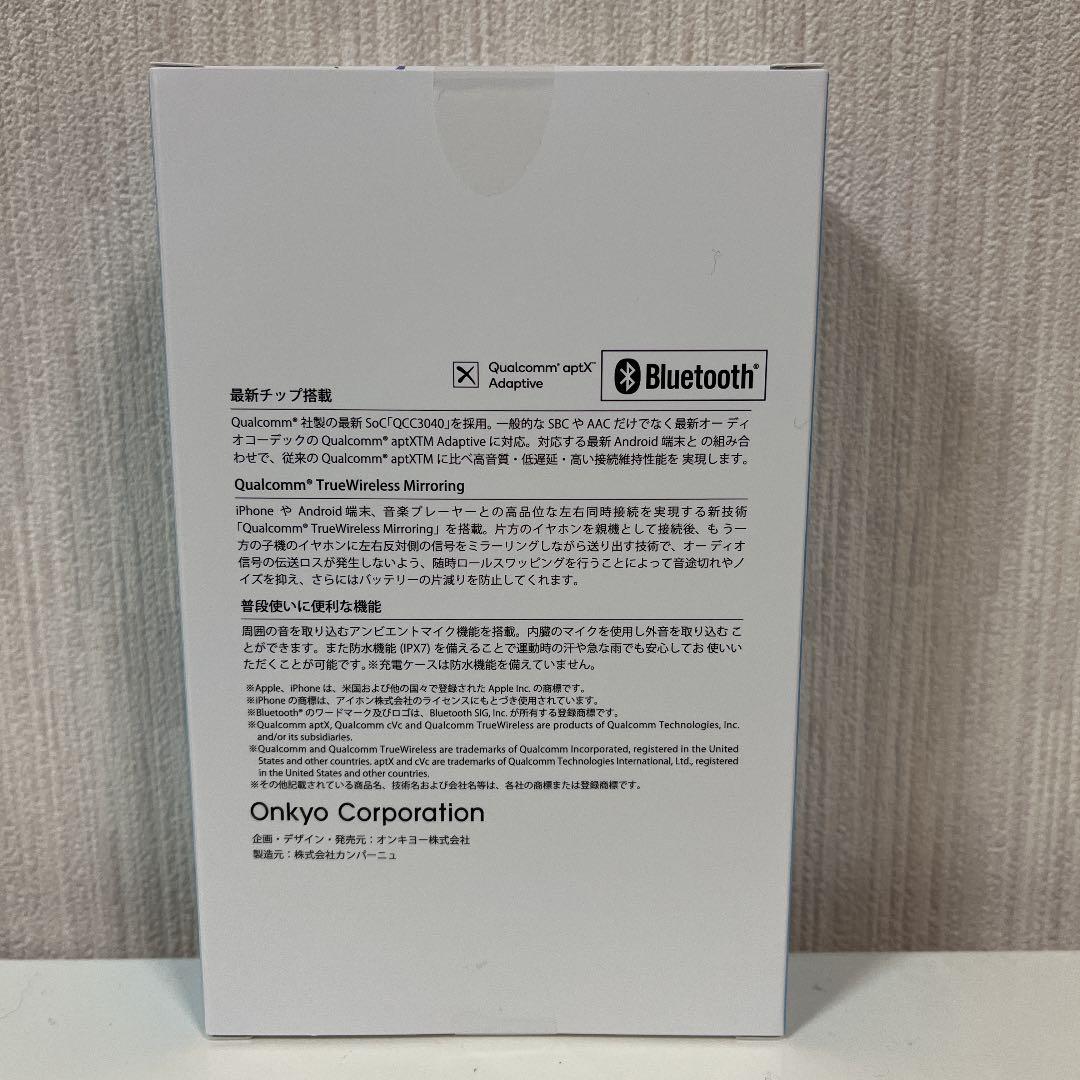 Qualcomm® aptX™
Adaptive
Bluetooth®
最新チップ搭載
Qualcomm® 社製の最新 SoC「QCC3040」を採用。一般的な SBC や AAC だけでなく最新オー ディ
オコーデックの Qualcomm® aptXTM Adaptive に対応。対応する最新 Android 端末と の組み合
わせで、従来の Qualcomm® aptXTM に比べ高音質・低遅延・高い接続維持性能を 実現します。
Qualcomm® TrueWireless Mirroring
iPhone や Android 端末、音楽プレーヤーとの高品位な左右同時接続を実現する新技術
「Qualcomm® TrueWireless Mirroring」を搭載。片方のイヤホンを親機として接続後、も う一
方の子機のイヤホンに左右反対側の信号をミラーリングしながら送り出す技術で、オー ディオ
信号の伝送ロスが発生しないよう、随時ロールスワッピングを行うことによって音途切れやノ
イズを抑え、さらにはバッテリーの片減りを防止してくれます。
普段使いに便利な機能
周囲の音を取り込むアンビエントマイク機能を搭載。内臓のマイクを使用し外音を取り込む こ
とができます。また防水機能 (IPX7) を備えることで運動時の汗や急な雨でも安心してお 使いい
ただくことが可能です。※充電ケースは防水機能を備えていません。
※Apple、iPhone は、米国および他の国々で登録された Apple Inc. の商標です。
※iPhone の商標は、アイホン株式会社のライセンスにもとづき使用されています。
※Bluetooth® のワードマーク及びロゴは、Bluetooth SIG, Inc. が所有する登録商標です。
※Qualcomm aptX, Qualcomm cVc and Qualcomm TrueWireless are products of Qualcomm Technologies, Inc.
and/or its subsidiaries.
※Qualcomm and Qualcomm TrueWireless are trademarks of Qualcomm Incorporated, registered in the United
States and other countries. aptX and cVc are trademarks of Qualcomm Technologies International, Ltd., registered
in the United States and other countries.
※その他記載されている商品名、技術名および会社名等は、各社の商標または登録商標です。
Onkyo Corporation
企画・デザイン・発売元：オンキヨー株式会社
製造元：株式会社カンパーニュ